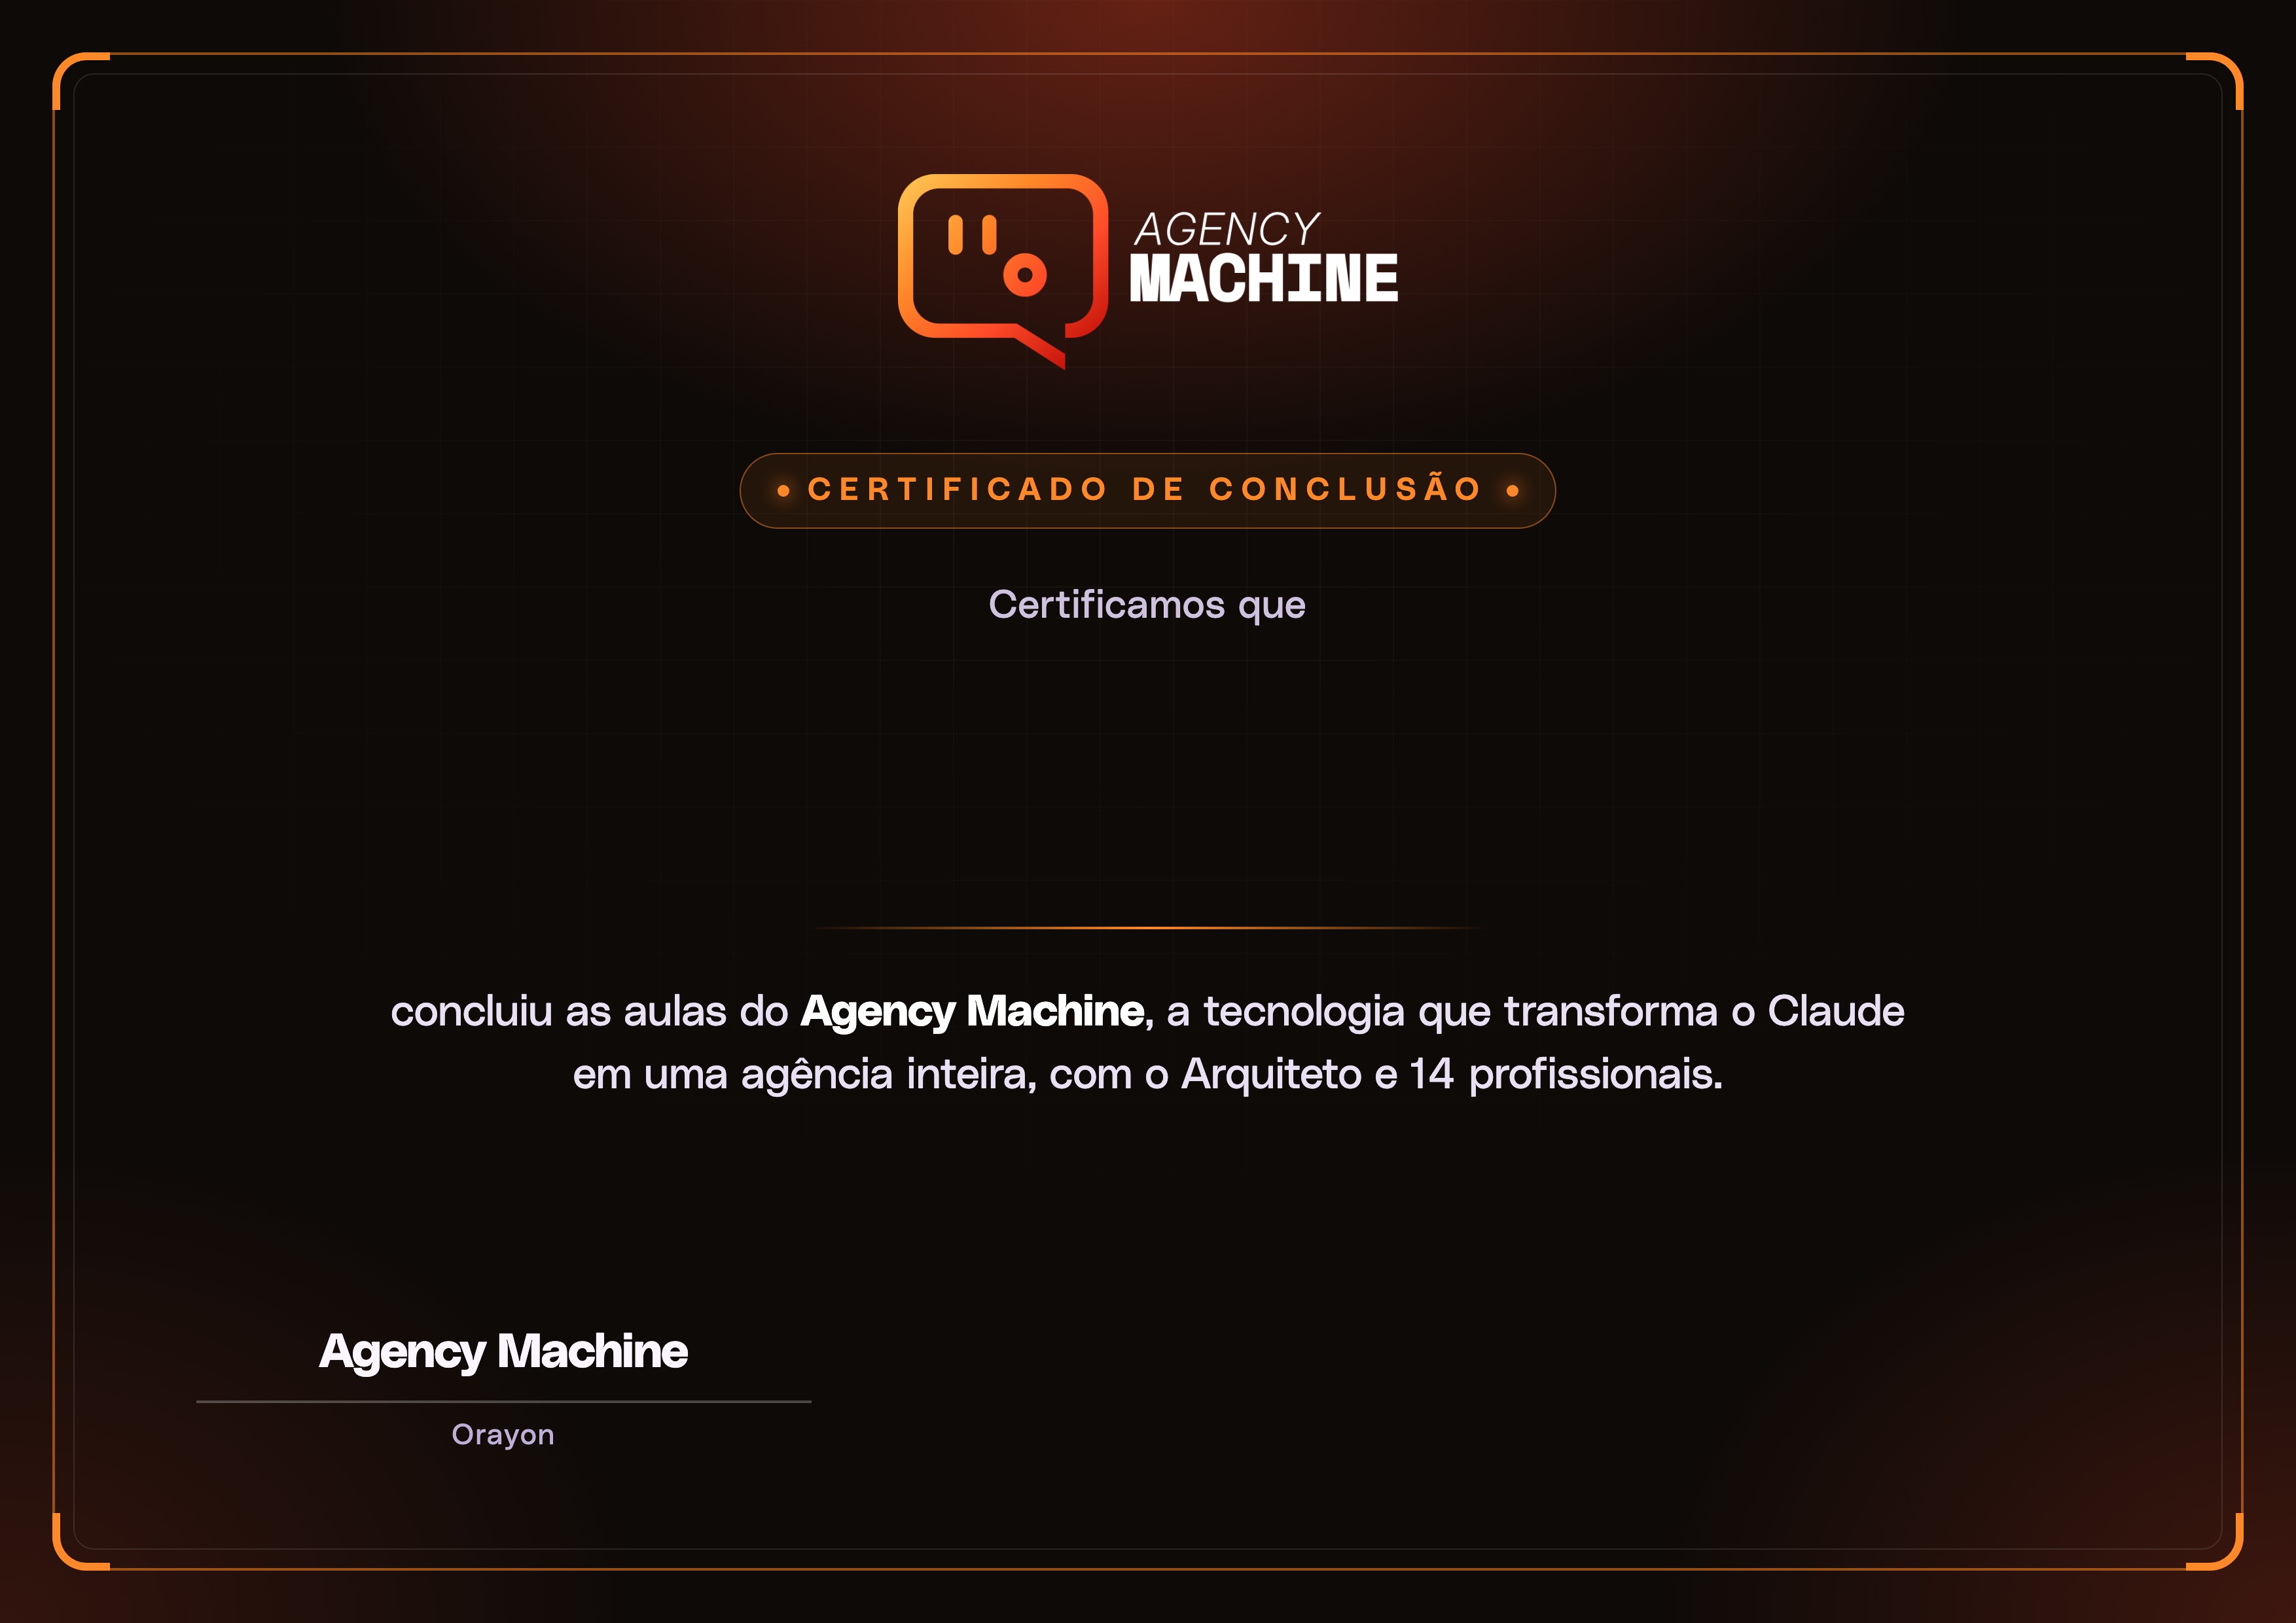 AGENCY
MACHINE
CERTIFICADO DE CONCLUSÃO
Certificamos que
concluiu as aulas do Agency Machine, a tecnologia que transforma o Claude
em uma agência inteira, com o Arquiteto e 14 profissionais.
Agency Machine
Orayon